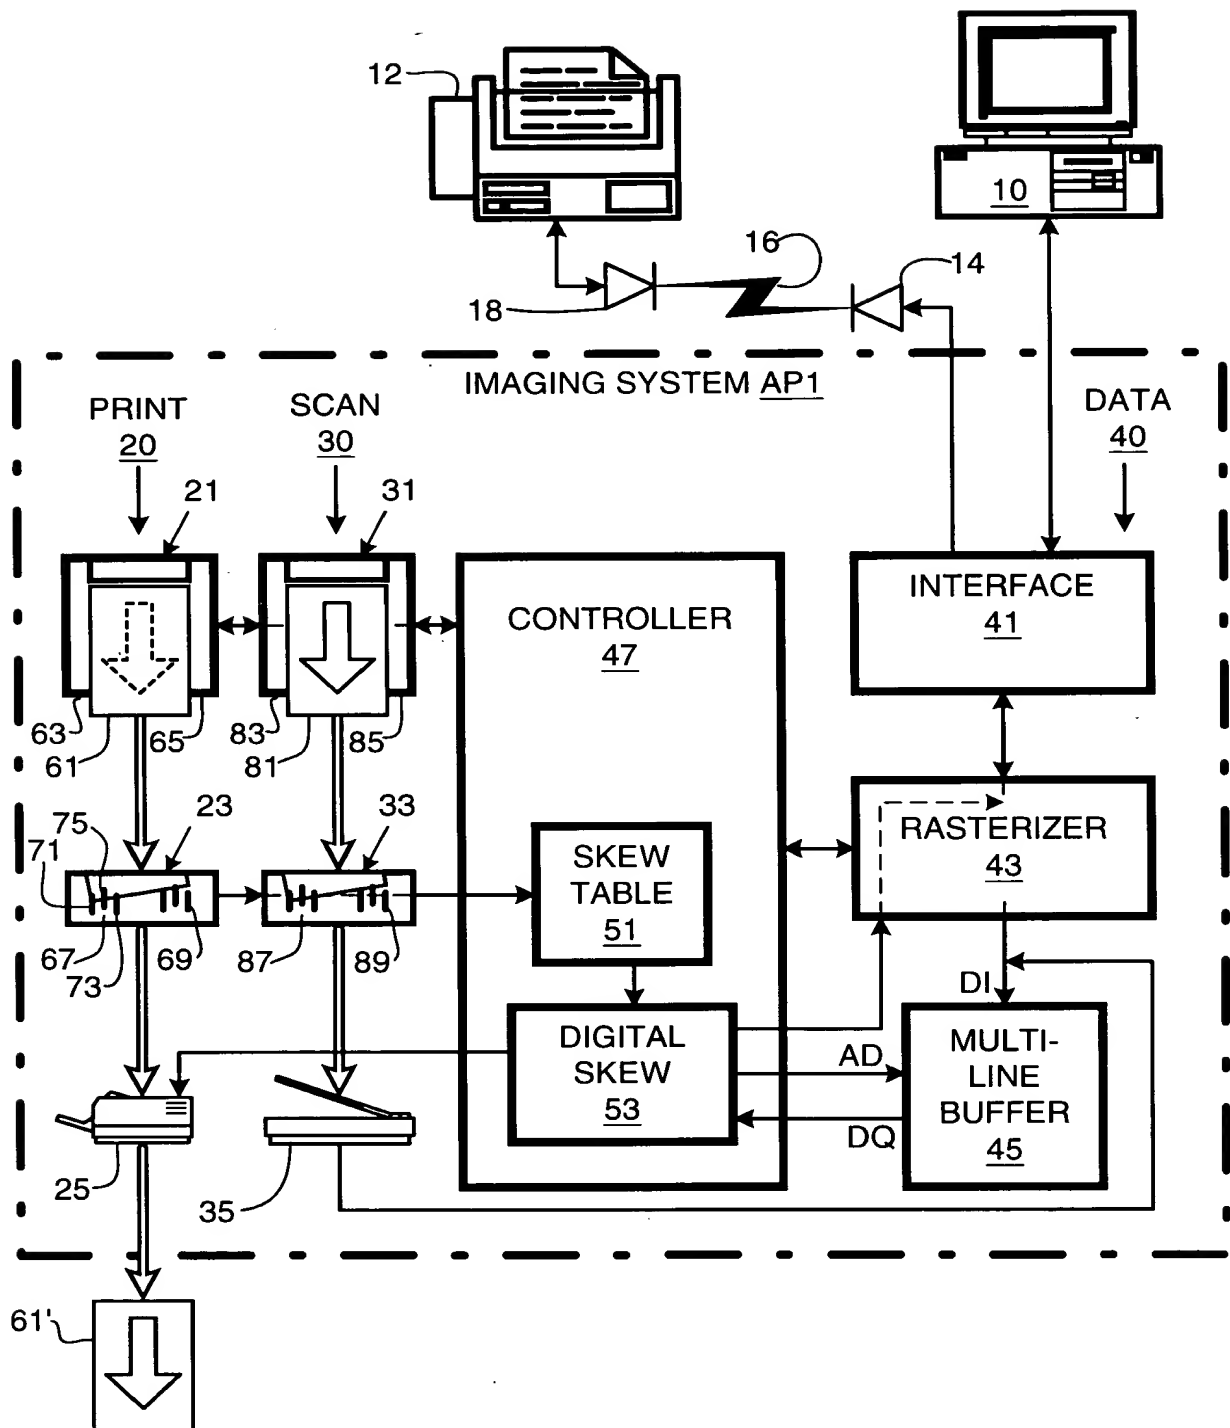 12
10
16
14
18
IMAGING SYSTEM AP1
PRINT
20
SCAN
30
DATA
40
21
31
CONTROLLER
47
INTERFACE
41
63
61
65
83
81
85
75
71
23
33
67
73
69
87
89
SKEW
TABLE
51
RASTERIZER
43
DI
DIGITAL
SKEW
53
AD
DQ
MULTI-
LINE
BUFFER
45
25
35
61'